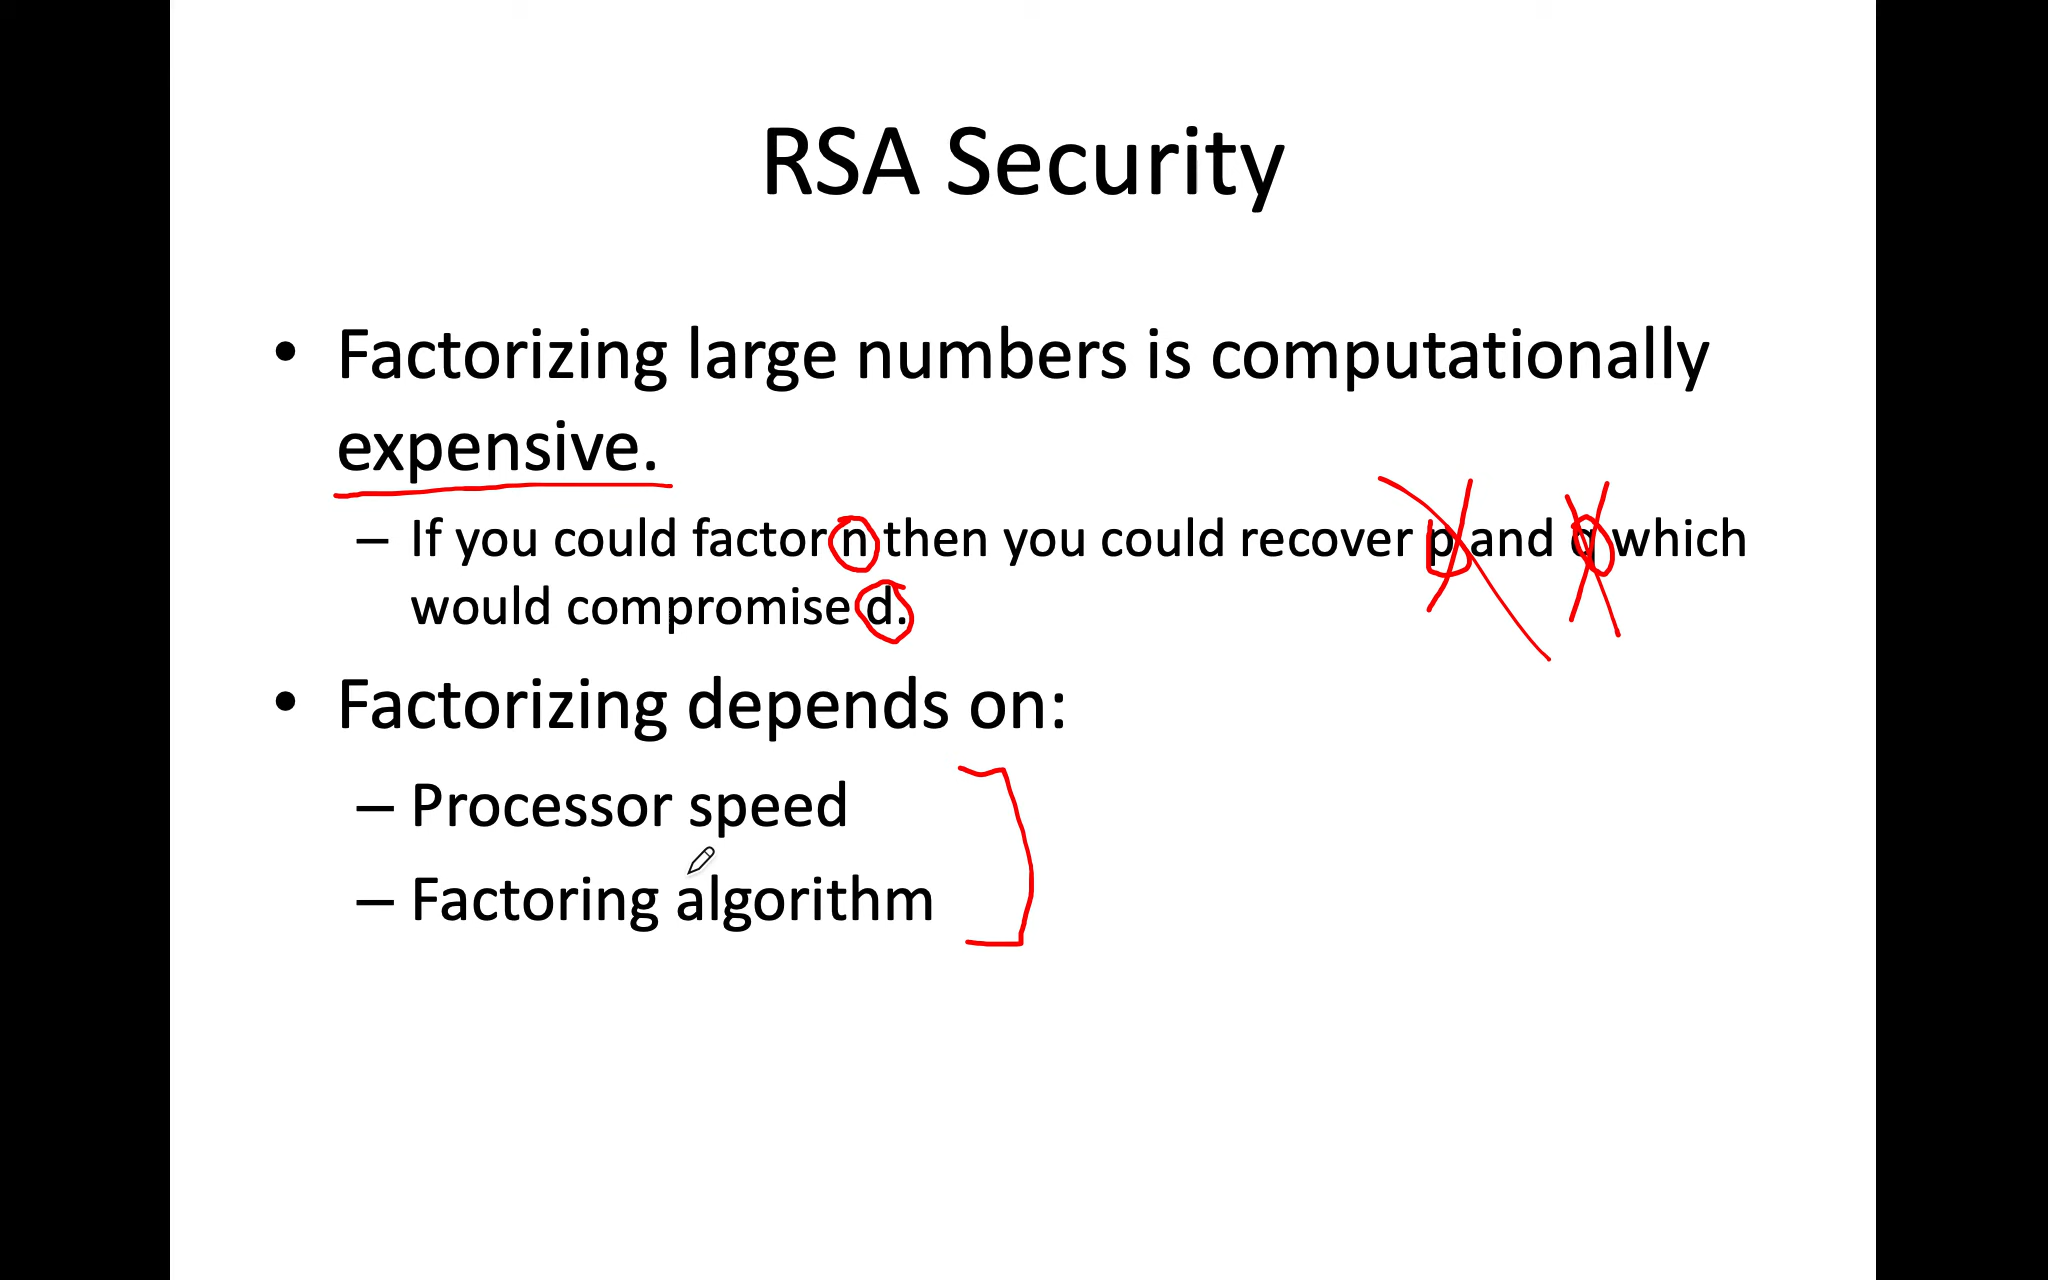 RSA Security
• Factorizing large numbers is computationally
expensive.
– If you could factor n then you could recover p and q which
would compromise d.
• Factorizing depends on:
– Processor speed
– Factoring algorithm